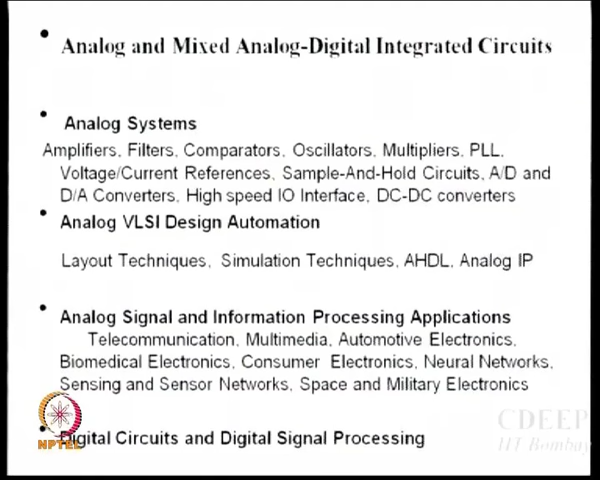 • Analog and Mixed Analog-Digital Integrated Circuits
• Analog Systems
Amplifiers, Filters, Comparators, Oscillators, Multipliers, PLL,
Voltage/Current References, Sample-And-Hold Circuits, A/D and
D/A Converters, High speed IO Interface, DC-DC converters
• Analog VLSI Design Automation
Layout Techniques, Simulation Techniques, AHDL, Analog IP
• Analog Signal and Information Processing Applications
Telecommunication, Multimedia, Automotive Electronics,
Biomedical Electronics, Consumer Electronics, Neural Networks,
Sensing and Sensor Networks, Space and Military Electronics
• Digital Circuits and Digital Signal Processing
NPTEL
CDEEP
IIT Bombay